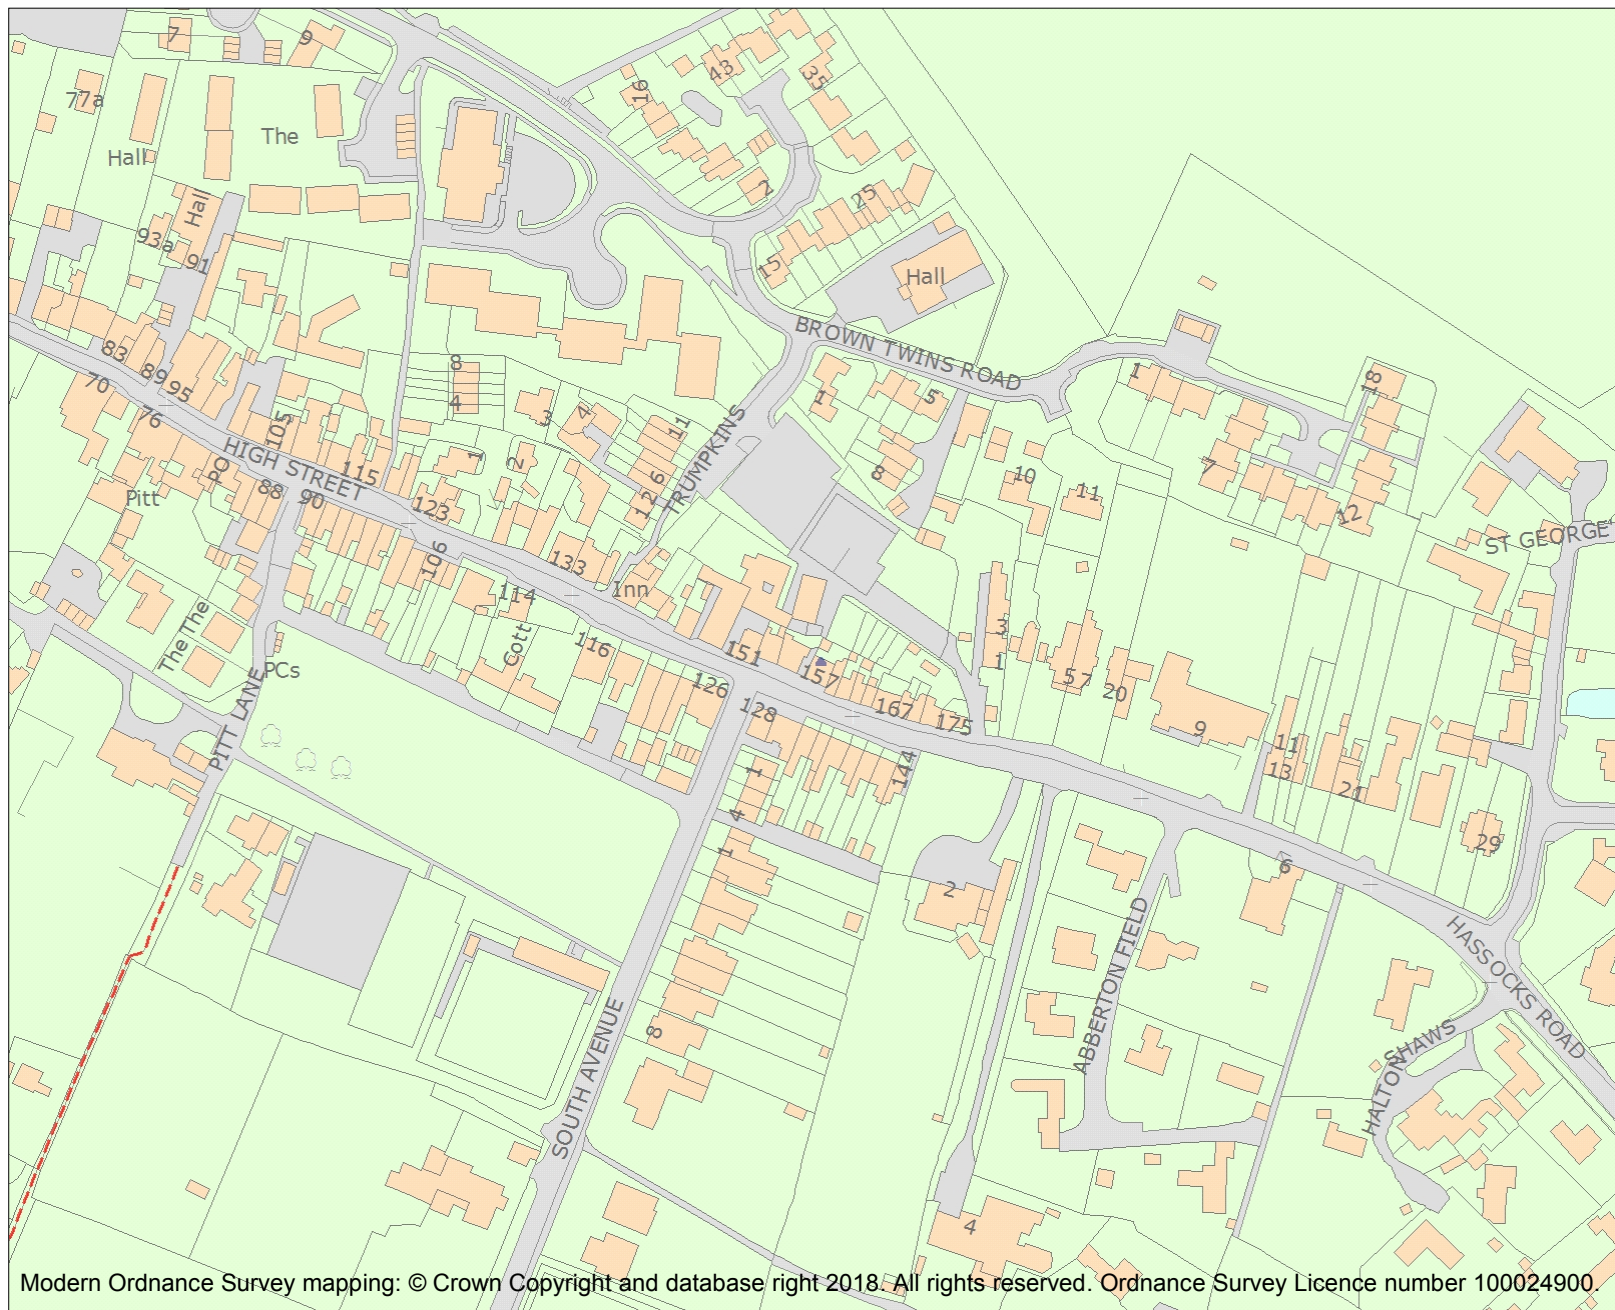 7
9
43
35
16
77a
The
Hall
2
25
Hall
93a
91
15
Hall
BROWN TWINS ROAD
83
89
95
70
76
8
4
3
4
11
1
5
1
18
TRUMPKINS
105
HIGH STREET
PO
115
1
2
8
10
11
7
12
88
90
123
12 6
Pitt
106
133
Inn
ST GEORGE'
114
116
Cott
The The
PCs
PITT LANE
151
157
126
128
167
175
3
1
5 7
20
9
11
13
21
29
144
1
4
1
2
6
HASSOCKS ROAD
ABBERTON FIELD
HALTON SHAWS
8
SOUTH AVENUE
4
Modern Ordnance Survey mapping: © Crown Copyright and database right 2018. All rights reserved. Ordnance Survey Licence number 100024900.